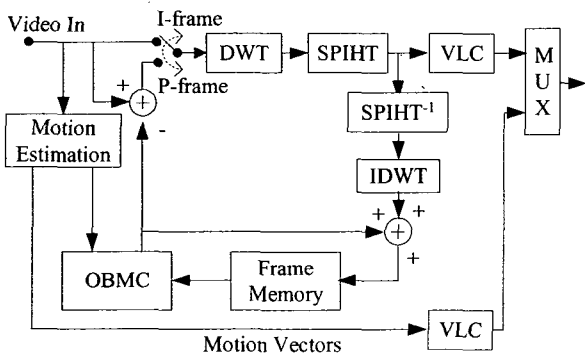 I-frame
Video In
DWT
SPIHT
VLC
M
U
X
+
+
P-frame
-
SPIHT-1
Motion
Estimation
IDWT
+
+
+
+
OBMC
Frame
Memory
VLC
Motion Vectors